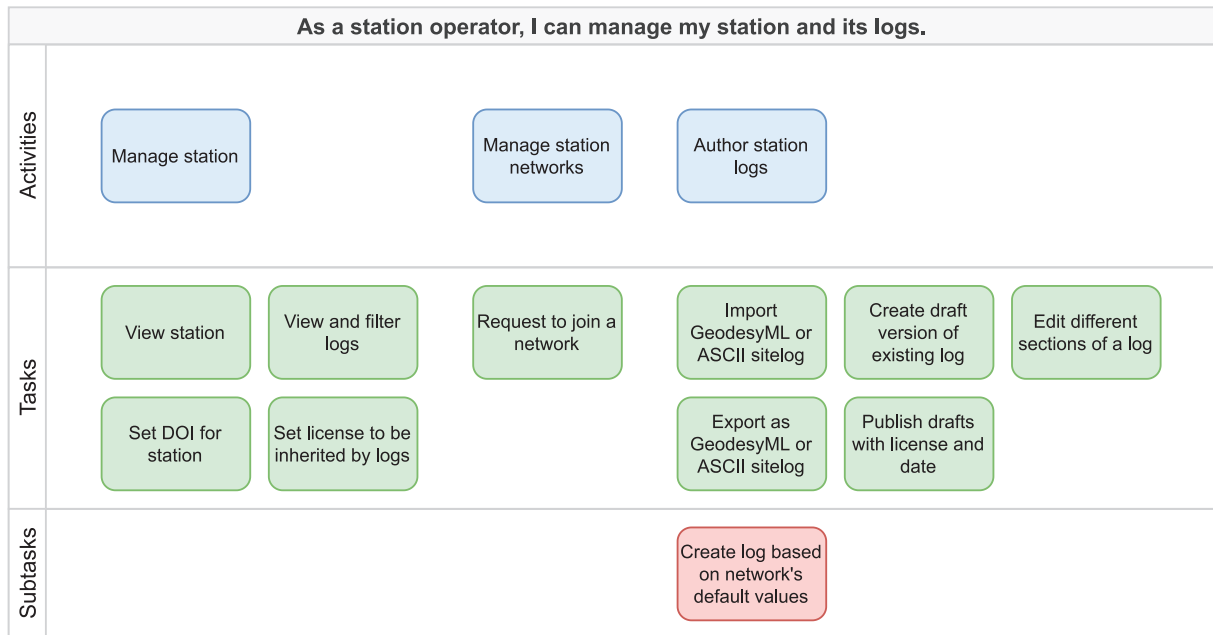 As a station operator, I can manage my station and its logs.
Activities
Manage station
Manage station
networks
Author station
logs
Tasks
View station
View and filter
logs
Request to join a
network
Import
GeodesyML or
ASCII sitelog
Create draft
version of
existing log
Edit different
sections of a log
Set DOI for
station
Set license to be
inherited by logs
Export as
GeodesyML or
ASCII sitelog
Publish drafts
with license and
date
Subtasks
Create log based
on network's
default values